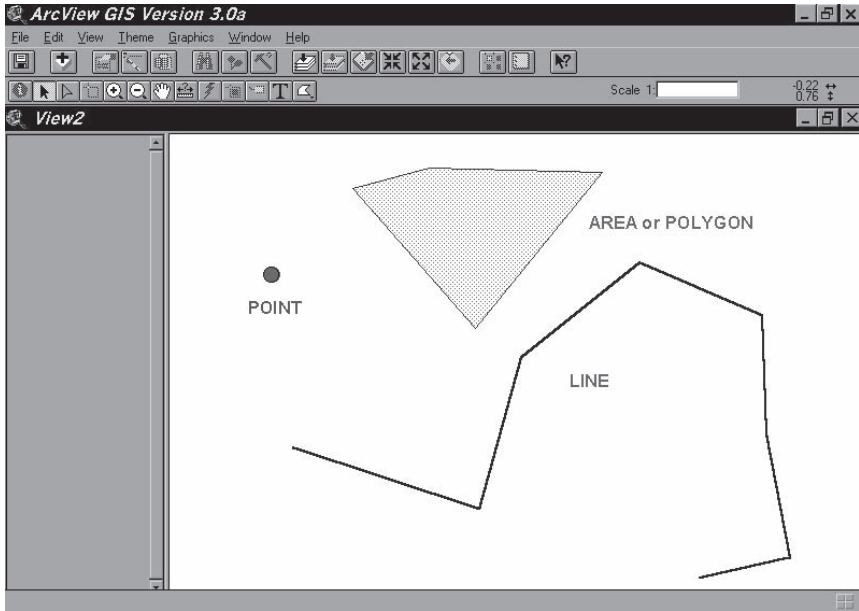 ArcView GIS Version 3.0a
File Edit View Theme Graphics Window Help
Scale 1:
-0.22
0.76
View2
AREA or POLYGON
POINT
LINE